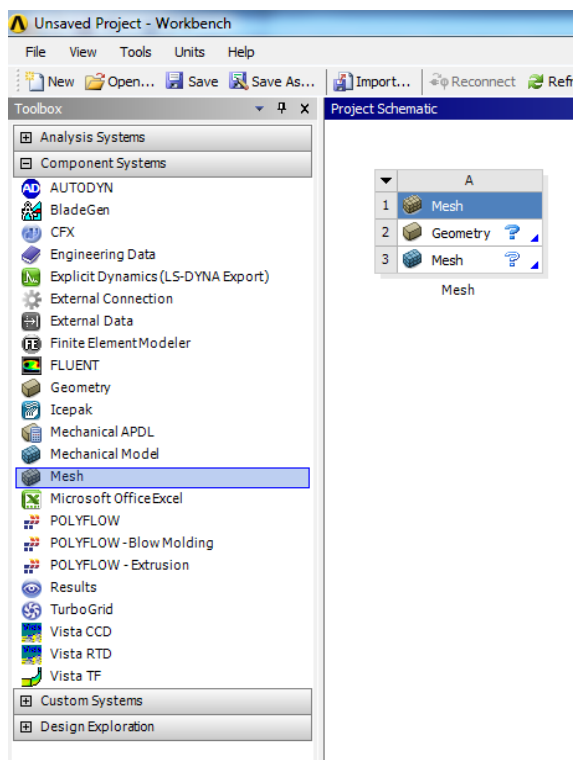 Unsaved Project - Workbench
File View Tools Units Help
New Open... Save Save As... Import... Reconnect Refr
Toolbox
Project Schematic
Analysis Systems
Component Systems
AUTODYN
BladeGen
CFX
Engineering Data
Explicit Dynamics (LS-DYNA Export)
External Connection
External Data
Finite Element Modeler
FLUENT
Geometry
Icepak
Mechanical APDL
Mechanical Model
Mesh
Microsoft Office Excel
POLYFLOW
POLYFLOW - Blow Molding
POLYFLOW - Extrusion
Results
TurboGrid
Vista CCD
Vista RTD
Vista TF
Custom Systems
Design Exploration
A
1 Mesh
2 Geometry ?
3 Mesh ?
Mesh